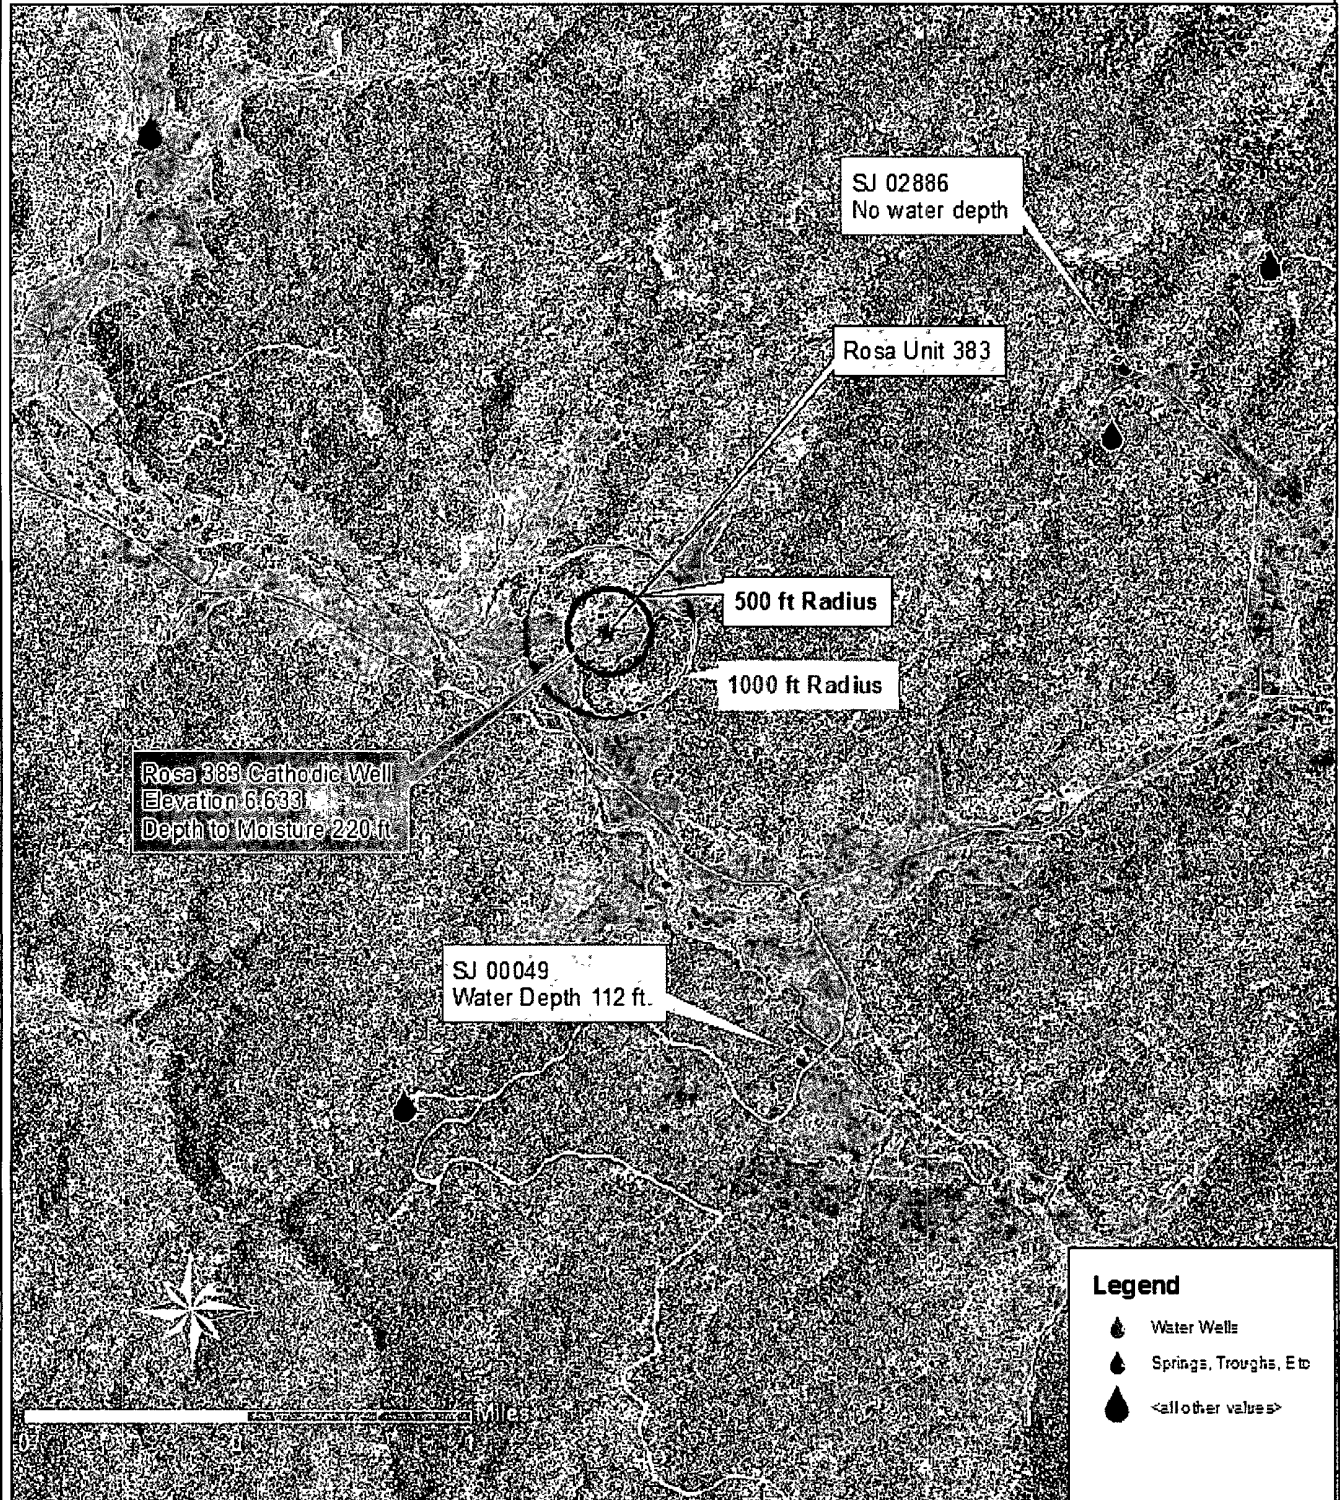 SJ 02886
No water depth
Rosa Unit 383
500 ft Radius
1000 ft Radius
Rosa 383 Cathodic Well
Elevation 6,633
Depth to Moisture 220 ft.
SJ 00049
Water Depth 112 ft.
Legend
Water Wells
Springs, Troughs, Etc
<all other values>
Miles
0
1